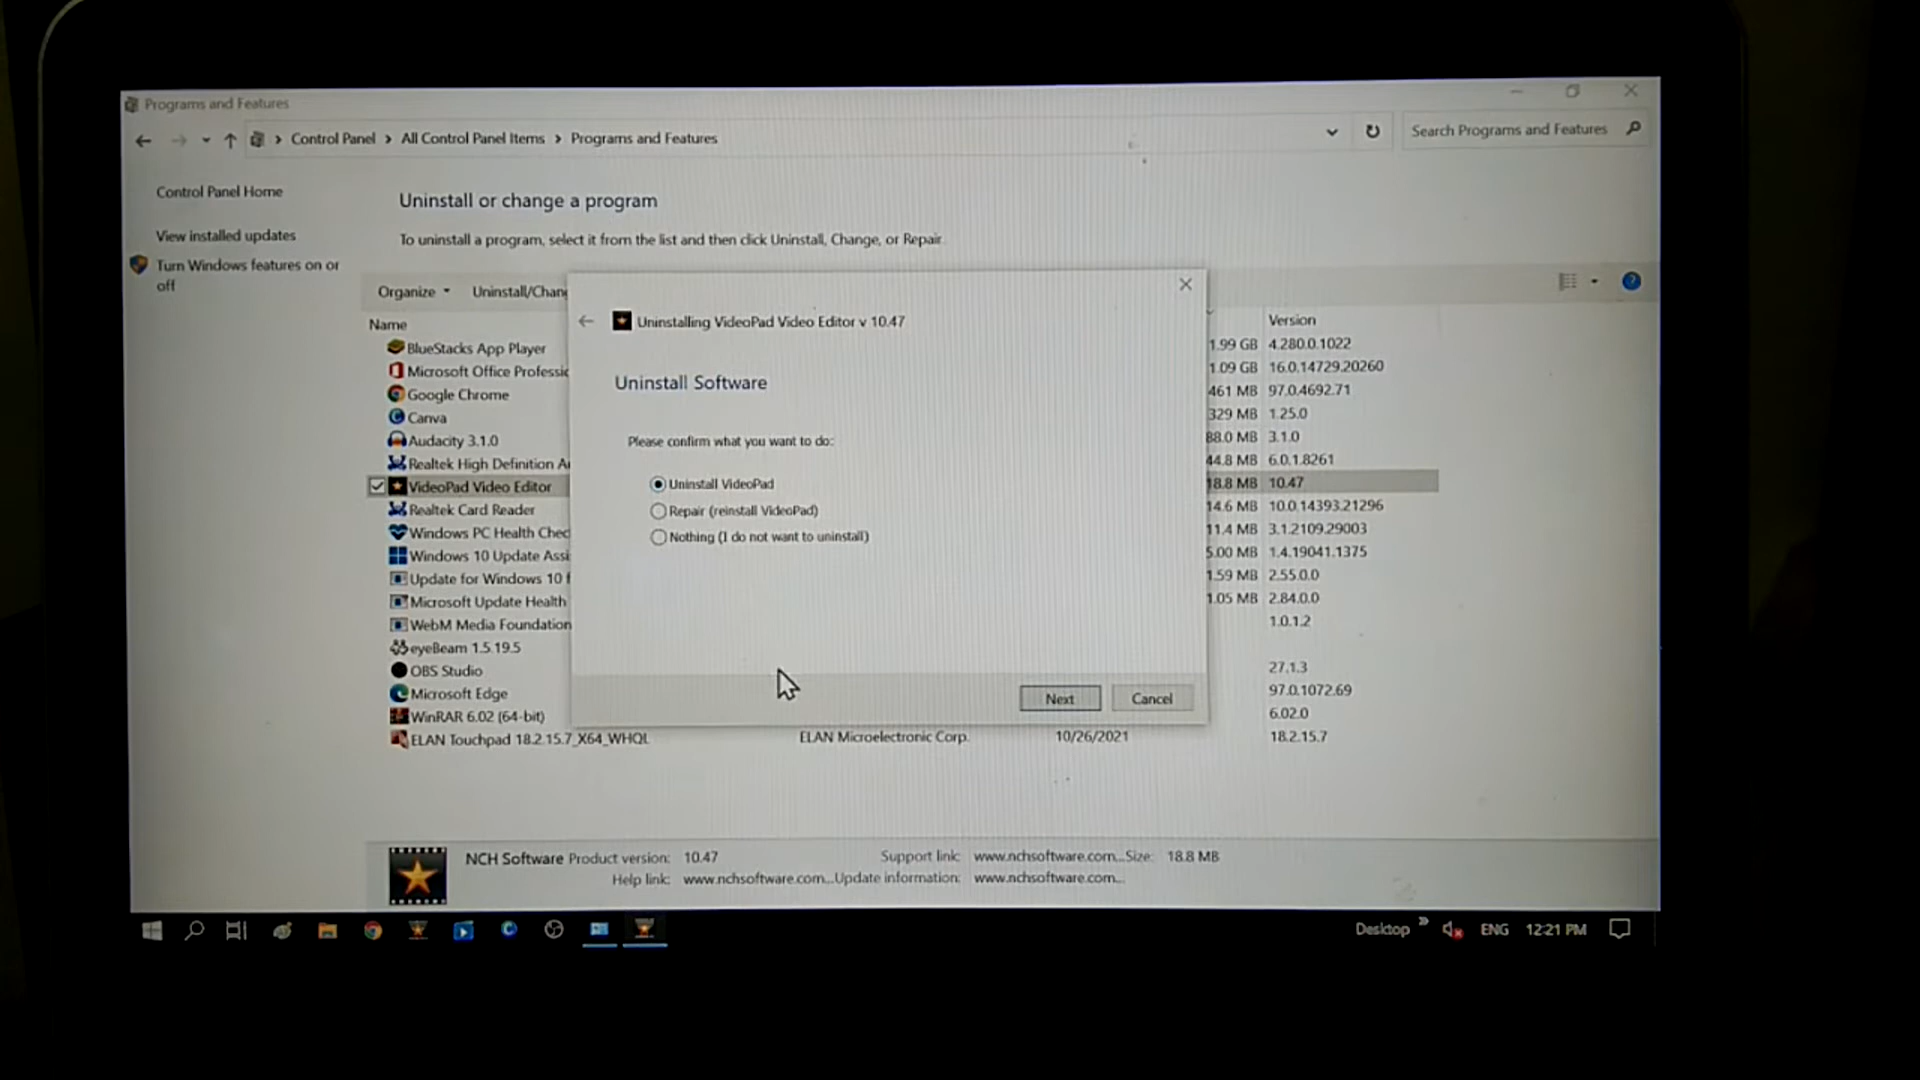 Programs and Features
Control Panel > All Control Panel Items > Programs and Features
Search Programs and Features
Control Panel Home
View installed updates
Turn Windows features on or off
Uninstall or change a program
To uninstall a program, select it from the list and then click Uninstall, Change, or Repair.
Organize Uninstall/Chang
Name Version
BlueStacks App Player 1.99 GB 4.280.0.1022
Microsoft Office Professic 1.09 GB 16.0.14729.20260
Google Chrome 461 MB 97.0.4692.71
Canva 329 MB 1.25.0
Audacity 3.1.0 88.0 MB 3.1.0
Realtek High Definition Au 44.8 MB 6.0.1.8261
VideoPad Video Editor 18.8 MB 10.47
Realtek Card Reader 14.6 MB 10.0.14393.21296
Windows PC Health Chec 11.4 MB 3.1.2109.29003
Windows 10 Update Assi 5.00 MB 1.4.19041.1375
Update for Windows 10 f 1.59 MB 2.55.0.0
Microsoft Update Health 1.05 MB 2.84.0.0
WebM Media Foundation 1.0.1.2
eyeBeam 1.5.19.5
OBS Studio 27.1.3
Microsoft Edge 97.0.1072.69
WinRAR 6.02 (64-bit) 6.02.0
ELAN Touchpad 18.2.15.7_X64_WHQL ELAN Microelectronic Corp. 10/26/2021 18.2.15.7
Uninstalling VideoPad Video Editor v 10.47
Uninstall Software
Please confirm what you want to do:
Uninstall VideoPad
Repair (reinstall VideoPad)
Nothing (I do not want to uninstall)
Next Cancel
NCH Software Product version: 10.47 Support link: www.nchsoftware.com... Size: 18.8 MB
Help link: www.nchsoftware.com... Update information: www.nchsoftware.com...
Desktop ENG 12:21 PM